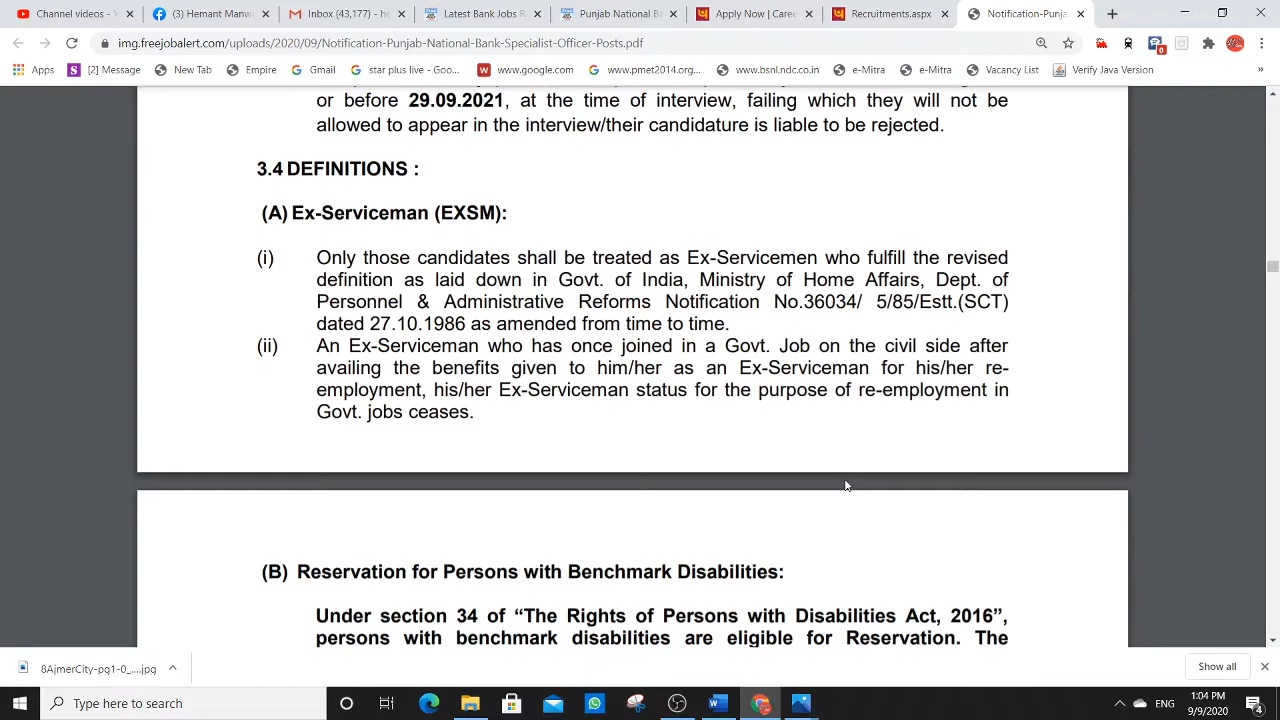 Channel videos - Y
(3) Hemant Manw
Inbox (43,177) - he
Latest Bank Jobs R
Punjab National Ba
Apply Now | Caree
Recruitments.aspx
Notification-Punja
img.freejobalert.com/uploads/2020/09/Notification-Punjab-National-Bank-Specialist-Officer-Posts.pdf
0
Apps
[2] Message
New Tab
Empire
Gmail
star plus live - Goo...
www.google.com
www.pmet2014.org...
www.bsnl.ndc.co.in
e-Mitra
e-Mitra
Vacancy List
Verify Java Version
»
or before 29.09.2021, at the time of interview, failing which they will not be
allowed to appear in the interview/their candidature is liable to be rejected.
3.4 DEFINITIONS :
(A) Ex-Serviceman (EXSM):
(i) Only those candidates shall be treated as Ex-Servicemen who fulfill the revised
definition as laid down in Govt. of India, Ministry of Home Affairs, Dept. of
Personnel & Administrative Reforms Notification No.36034/ 5/85/Estt.(SCT)
dated 27.10.1986 as amended from time to time.
(ii) An Ex-Serviceman who has once joined in a Govt. Job on the civil side after
availing the benefits given to him/her as an Ex-Serviceman for his/her re-
employment, his/her Ex-Serviceman status for the purpose of re-employment in
Govt. jobs ceases.
(B) Reservation for Persons with Benchmark Disabilities:
Under section 34 of “The Rights of Persons with Disabilities Act, 2016”,
persons with benchmark disabilities are eligible for Reservation. The
8AjmerCity-pg1-0_....jpg
Show all
Type here to search
ENG
1:04 PM
9/9/2020
4